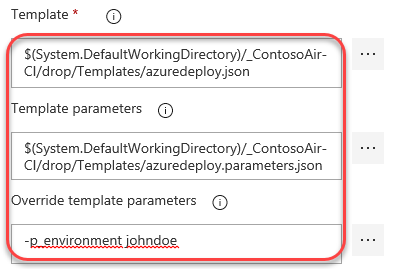 Template *
$(System.DefaultWorkingDirectory)/_ContosoAir-
CI/drop/Templates/azuredeploy.json
Template parameters
$(System.DefaultWorkingDirectory)/_ContosoAir-
CI/drop/Templates/azuredeploy.parameters.json
Override template parameters
-p_environment johndoe